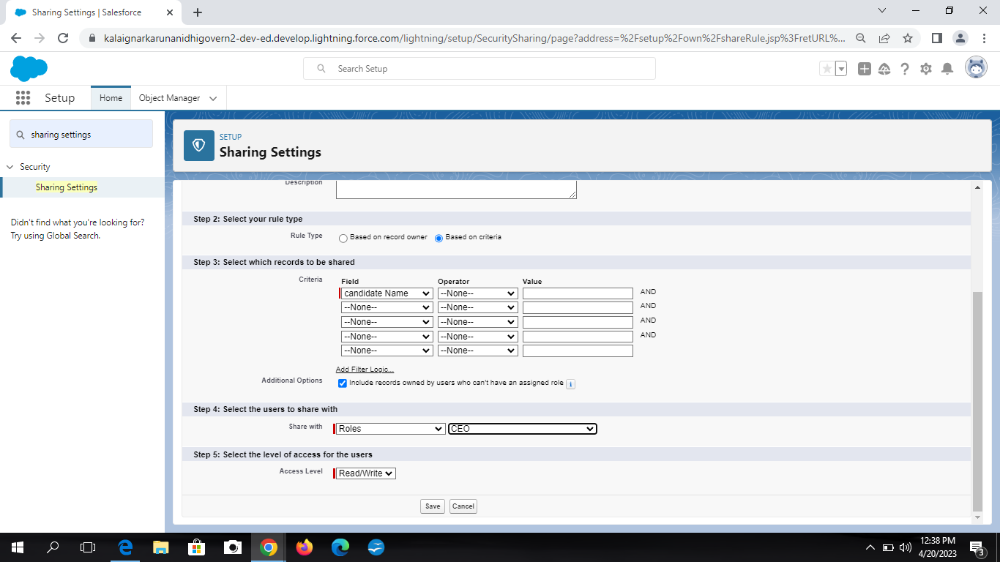 Sharing Settings | Salesforce
kalaignarkarunanidhigovern2-dev-ed.develop.lightning.force.com/lightning/setup/SecuritySharing/page?address=%2Fsetup%2Fown%2FshareRule.jsp%3FretURL%...
Search Setup
Setup
Home
Object Manager
sharing settings
Security
Sharing Settings
Didn't find what you're looking for?
Try using Global Search.
SETUP
Sharing Settings
Description
Step 2: Select your rule type
Rule Type
Based on record owner
Based on criteria
Step 3: Select which records to be shared
Criteria
Field Operator Value
candidate Name --None-- AND
--None-- --None-- AND
--None-- --None-- AND
--None-- --None-- AND
--None-- --None--
Add Filter Logic...
Additional Options
Include records owned by users who can't have an assigned role i
Step 4: Select the users to share with
Share with
Roles
CEO
Step 5: Select the level of access for the users
Access Level
Read/Write
Save
Cancel
12:38 PM
4/20/2023
3